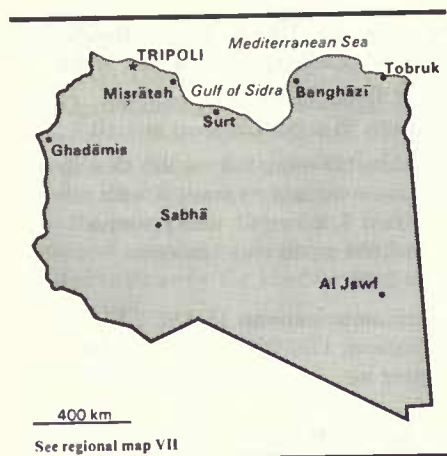 Mediterranean Sea
TRIPOLI
Tobruk
Miṣrātah
Gulf of Sidra
Banghāzī
Surt
Ghadāmis
Sabhā
Al Jawf
400 km
See regional map VII